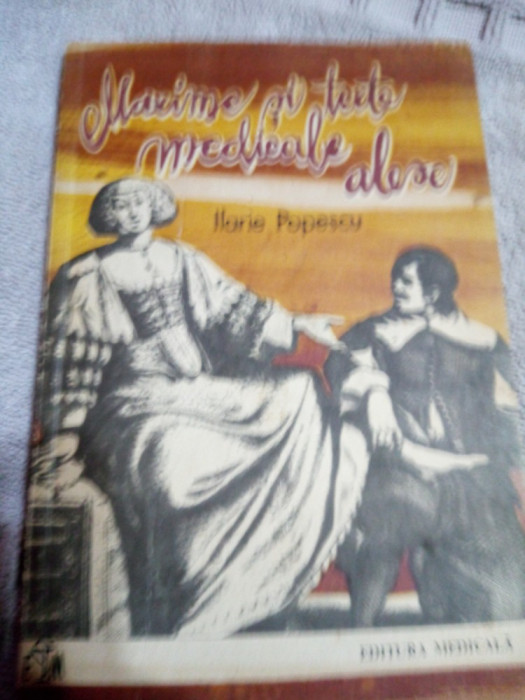 Maxime și texte
medicale
alese
Ilarie Popescu
EDITURA MEDICALĂ